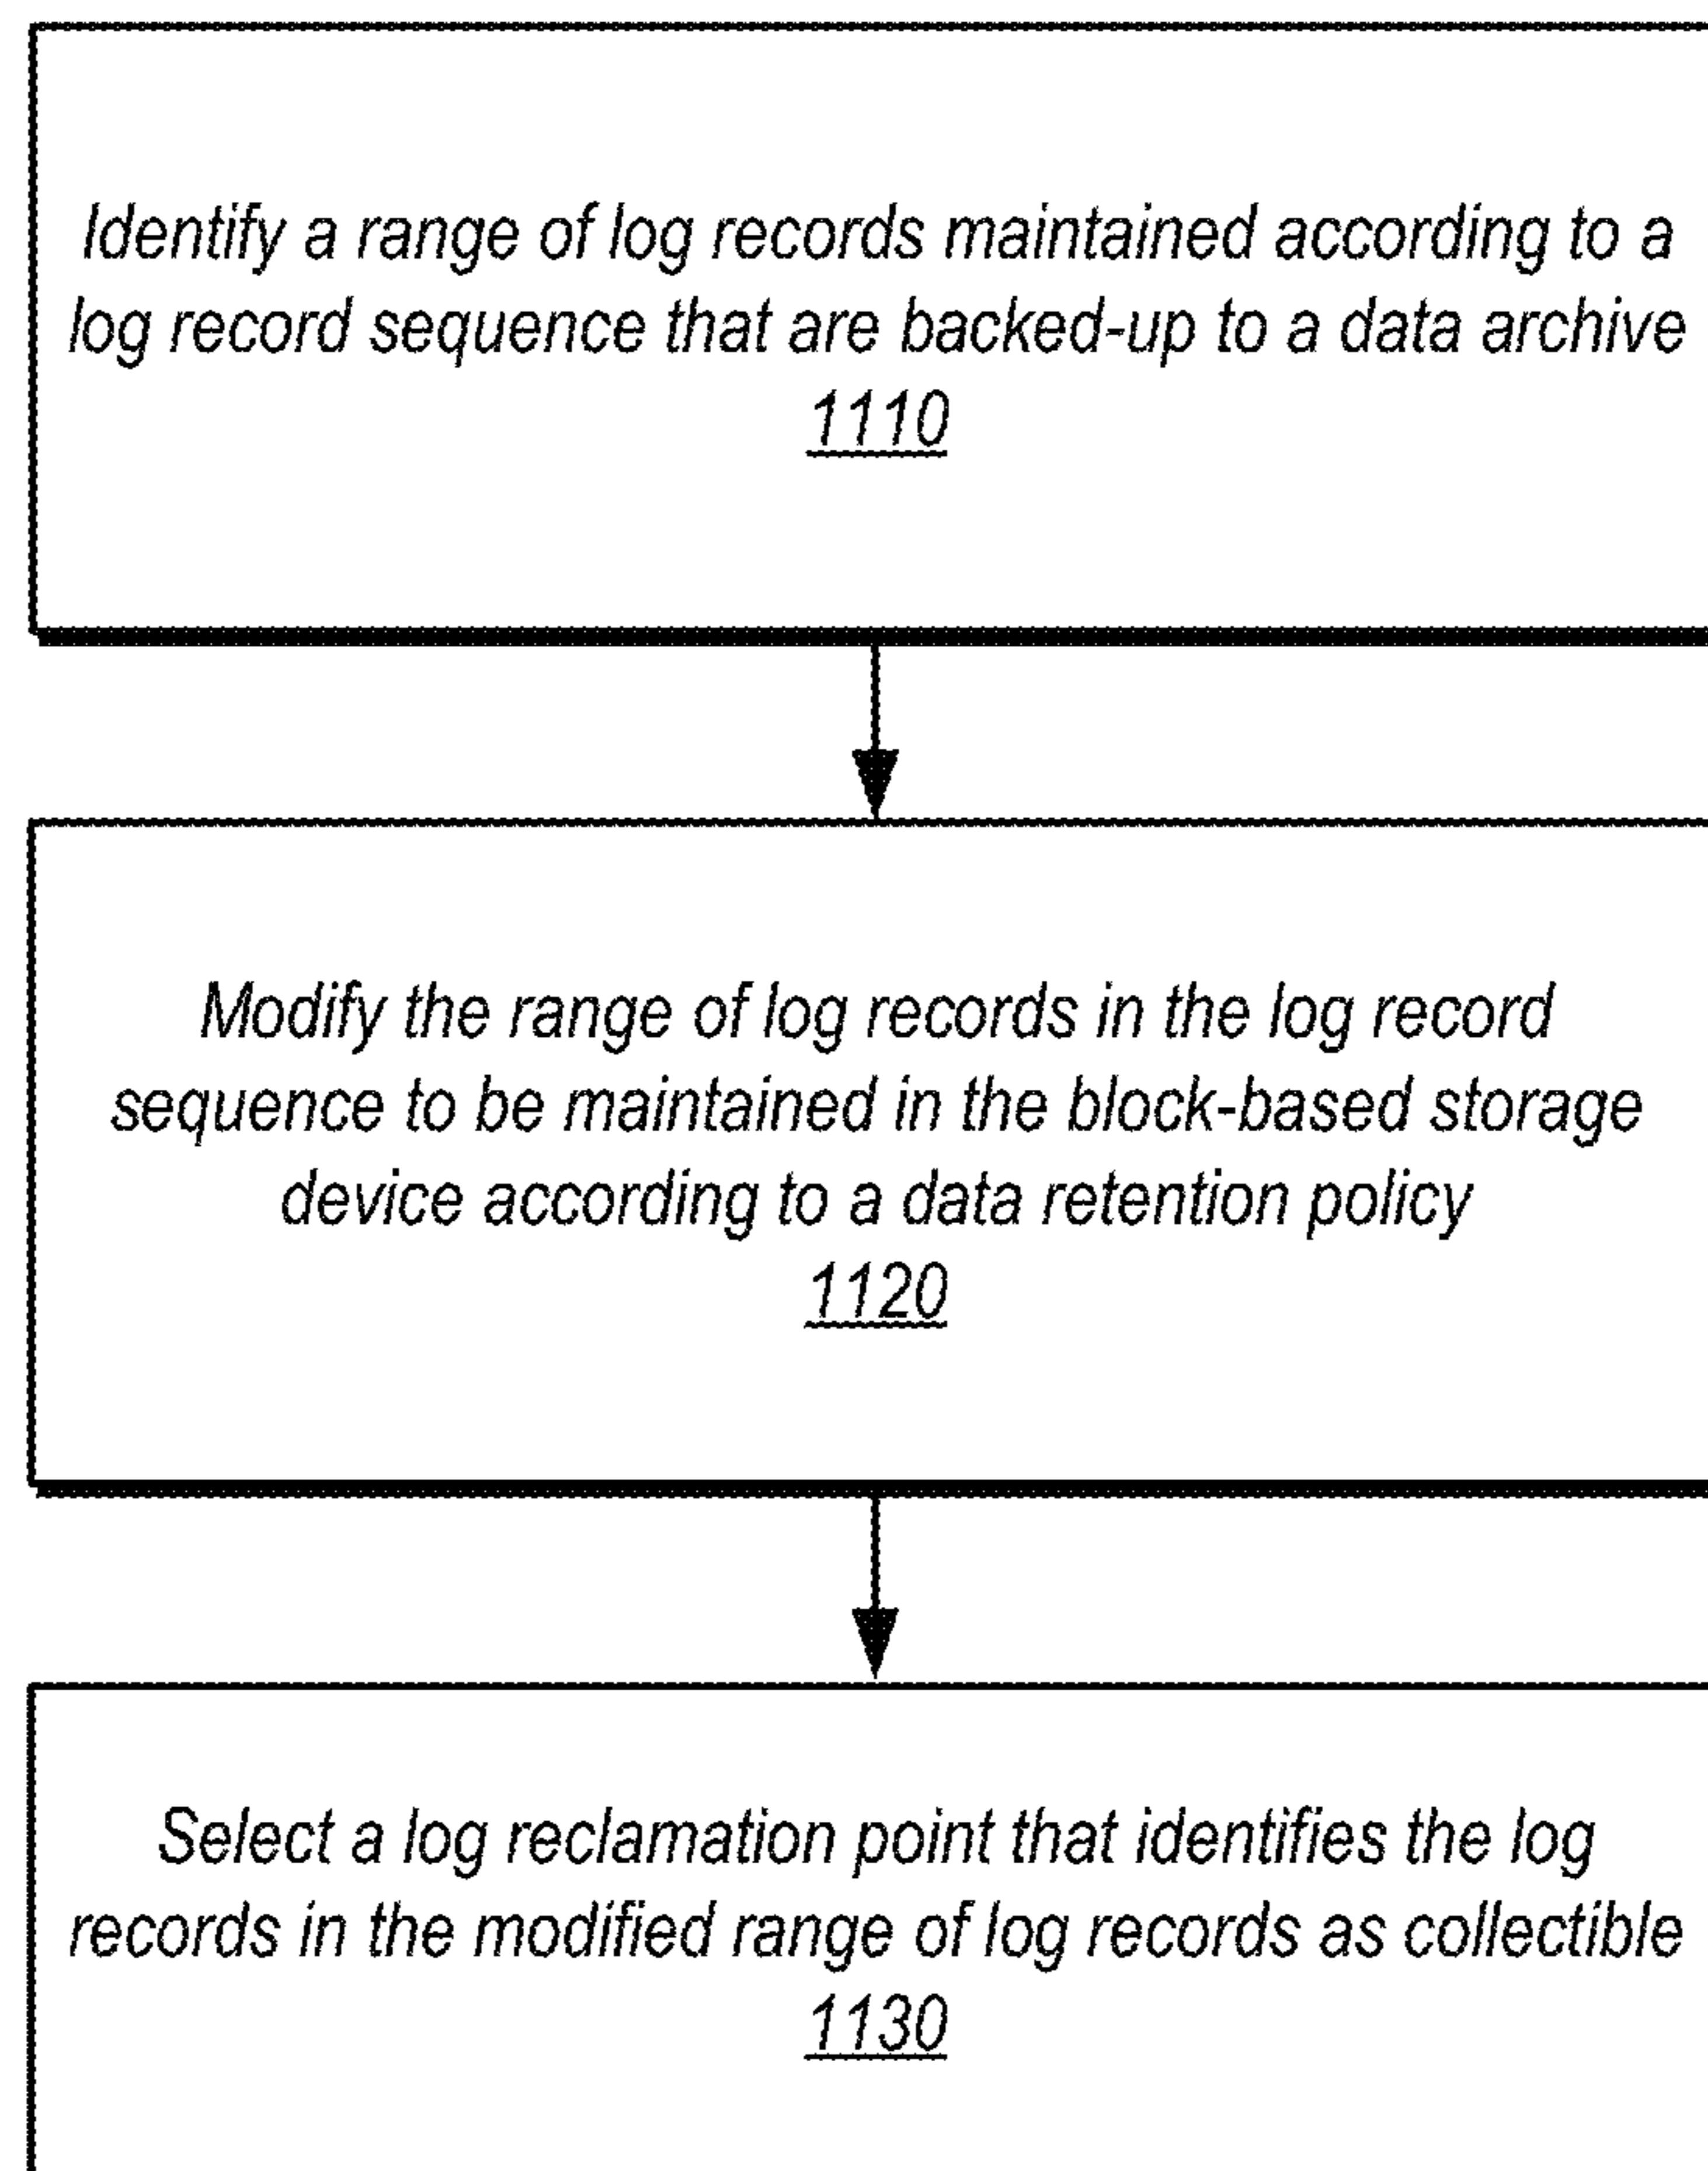 Identify a range of log records maintained according to a
log record sequence that are backed-up to a data archive
1110
Modify the range of log records in the log record
sequence to be maintained in the block-based storage
device according to a data retention policy
1120
Select a log reclamation point that identifies the log
records in the modified range of log records as collectible
1130